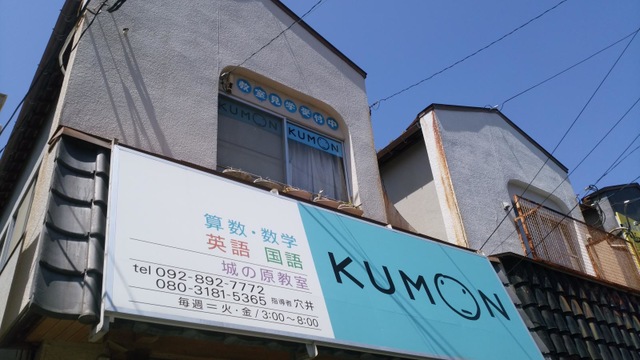 教室見学受付中
KUMON
KUMON
算数・数学
英語 国語
城の原教室
tel 092-892-7772
080-3181-5365 指導者 穴井
毎週 火・金/3:00〜8:00
KUMON